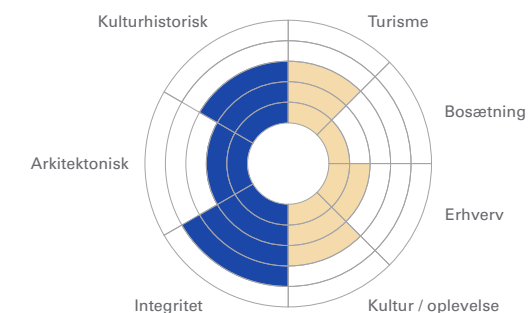 Kulturhistorisk
Turisme
Bosætning
Arkitektonisk
Erhverv
Integritet
Kultur / oplevelse